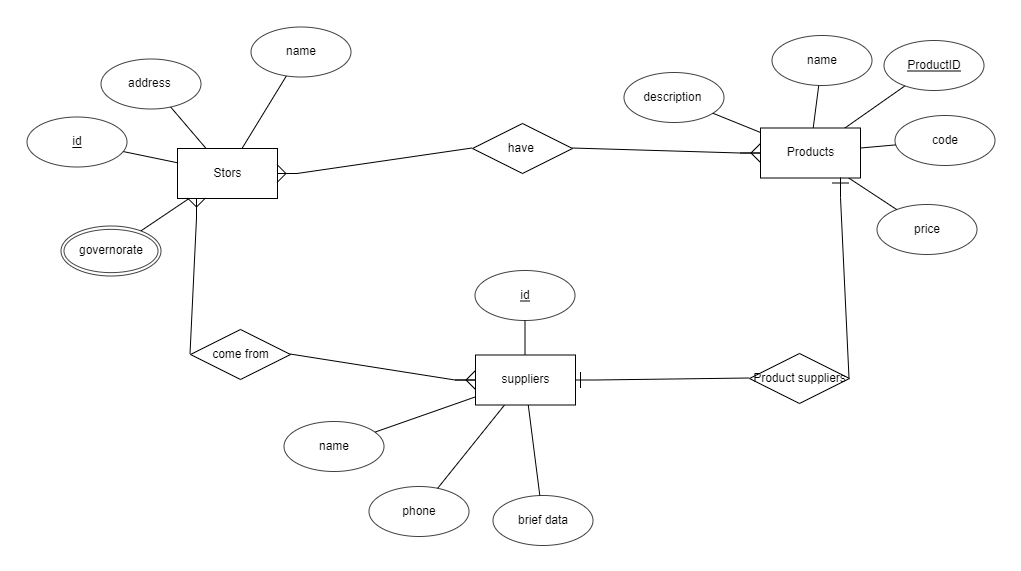 name
address
id
Stors
governorate
have
description
name
ProductID
code
Products
price
come from
id
suppliers
Product suppliers
name
phone
brief data